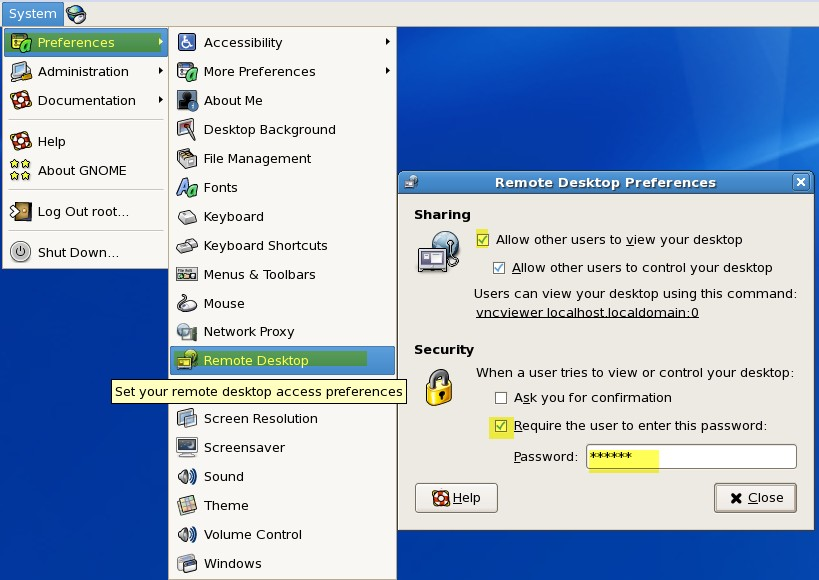 System
Preferences
Administration
Documentation
Help
About GNOME
Log Out root...
Shut Down...
Accessibility
More Preferences
About Me
Desktop Background
File Management
Fonts
Keyboard
Keyboard Shortcuts
Menus & Toolbars
Mouse
Network Proxy
Remote Desktop
Set your remote desktop access preferences
Screen Resolution
Screensaver
Sound
Theme
Volume Control
Windows
Remote Desktop Preferences
Sharing
Allow other users to view your desktop
Allow other users to control your desktop
Users can view your desktop using this command:
vncviewer localhost.localdomain:0
Security
When a user tries to view or control your desktop:
Ask you for confirmation
Require the user to enter this password:
Password: ******
Help
Close